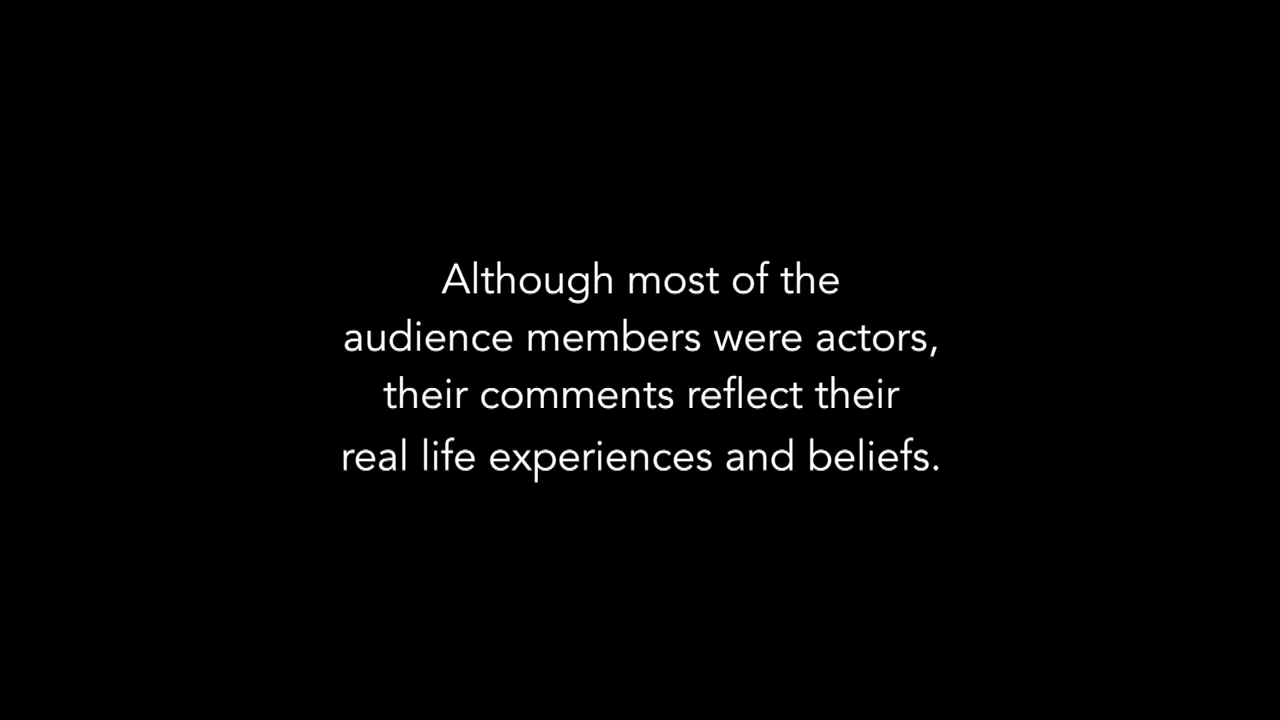 Although most of the
audience members were actors,
their comments reflect their
real life experiences and beliefs.